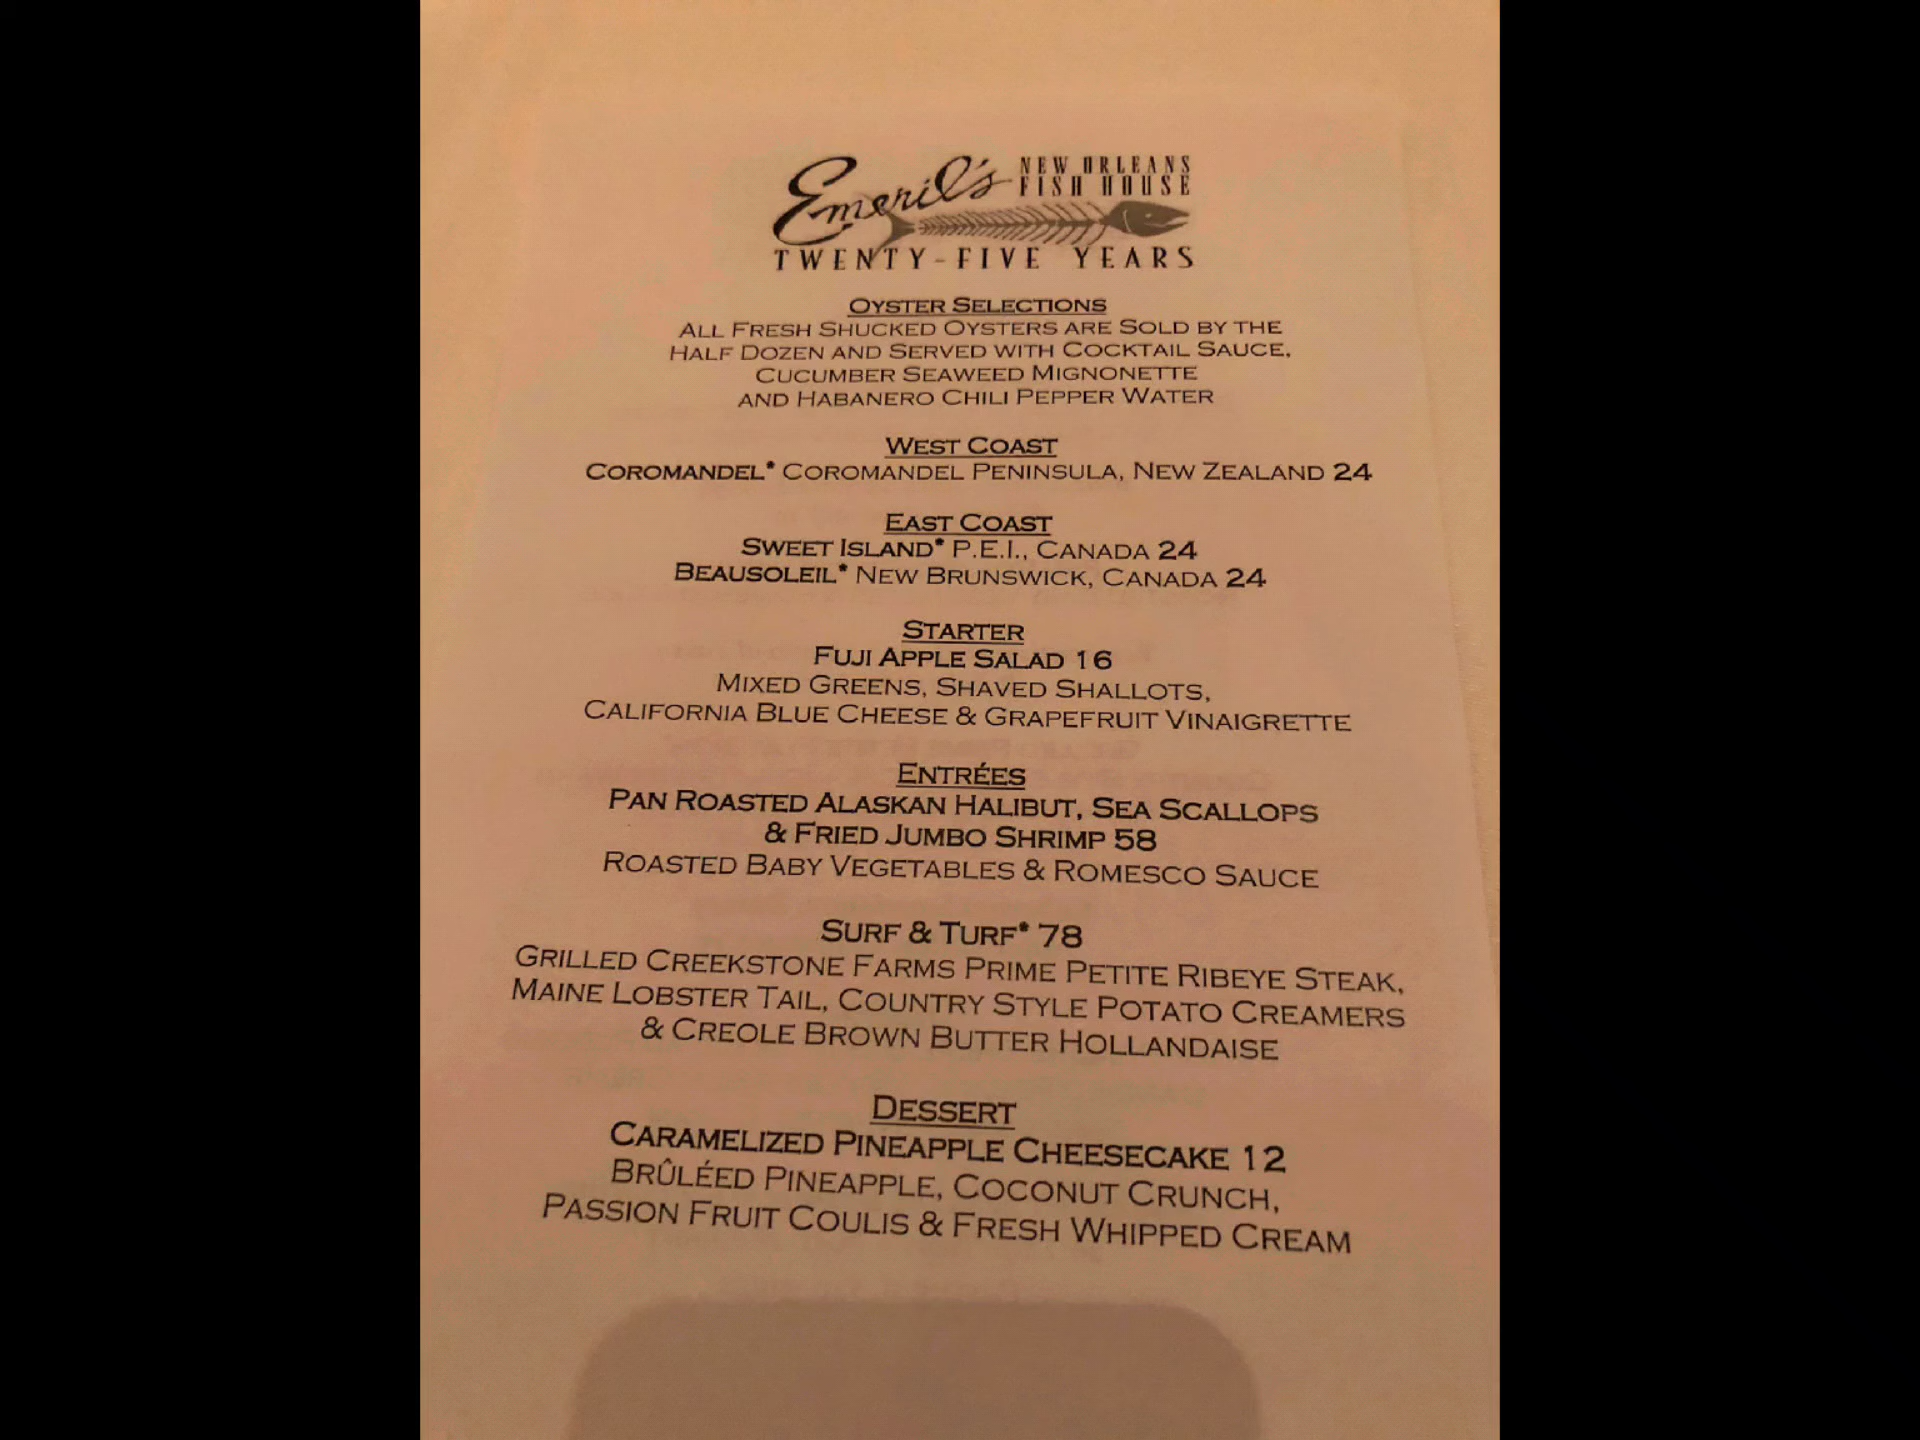 Emeril's NEW ORLEANS
FISH HOUSE
TWENTY-FIVE YEARS
OYSTER SELECTIONS
ALL FRESH SHUCKED OYSTERS ARE SOLD BY THE
HALF DOZEN AND SERVED WITH COCKTAIL SAUCE,
CUCUMBER SEAWEED MIGNONETTE
AND HABANERO CHILI PEPPER WATER
WEST COAST
COROMANDEL* COROMANDEL PENINSULA, NEW ZEALAND 24
EAST COAST
SWEET ISLAND* P.E.I., CANADA 24
BEAUSOLEIL* NEW BRUNSWICK, CANADA 24
STARTER
FUJI APPLE SALAD 16
MIXED GREENS, SHAVED SHALLOTS,
CALIFORNIA BLUE CHEESE & GRAPEFRUIT VINAIGRETTE
ENTRÉES
PAN ROASTED ALASKAN HALIBUT, SEA SCALLOPS
& FRIED JUMBO SHRIMP 58
ROASTED BABY VEGETABLES & ROMESCO SAUCE
SURF & TURF* 78
GRILLED CREEKSTONE FARMS PRIME PETITE RIBEYE STEAK,
MAINE LOBSTER TAIL, COUNTRY STYLE POTATO CREAMERS
& CREOLE BROWN BUTTER HOLLANDAISE
DESSERT
CARAMELIZED PINEAPPLE CHEESECAKE 12
BRÛLÉED PINEAPPLE, COCONUT CRUNCH,
PASSION FRUIT COULIS & FRESH WHIPPED CREAM